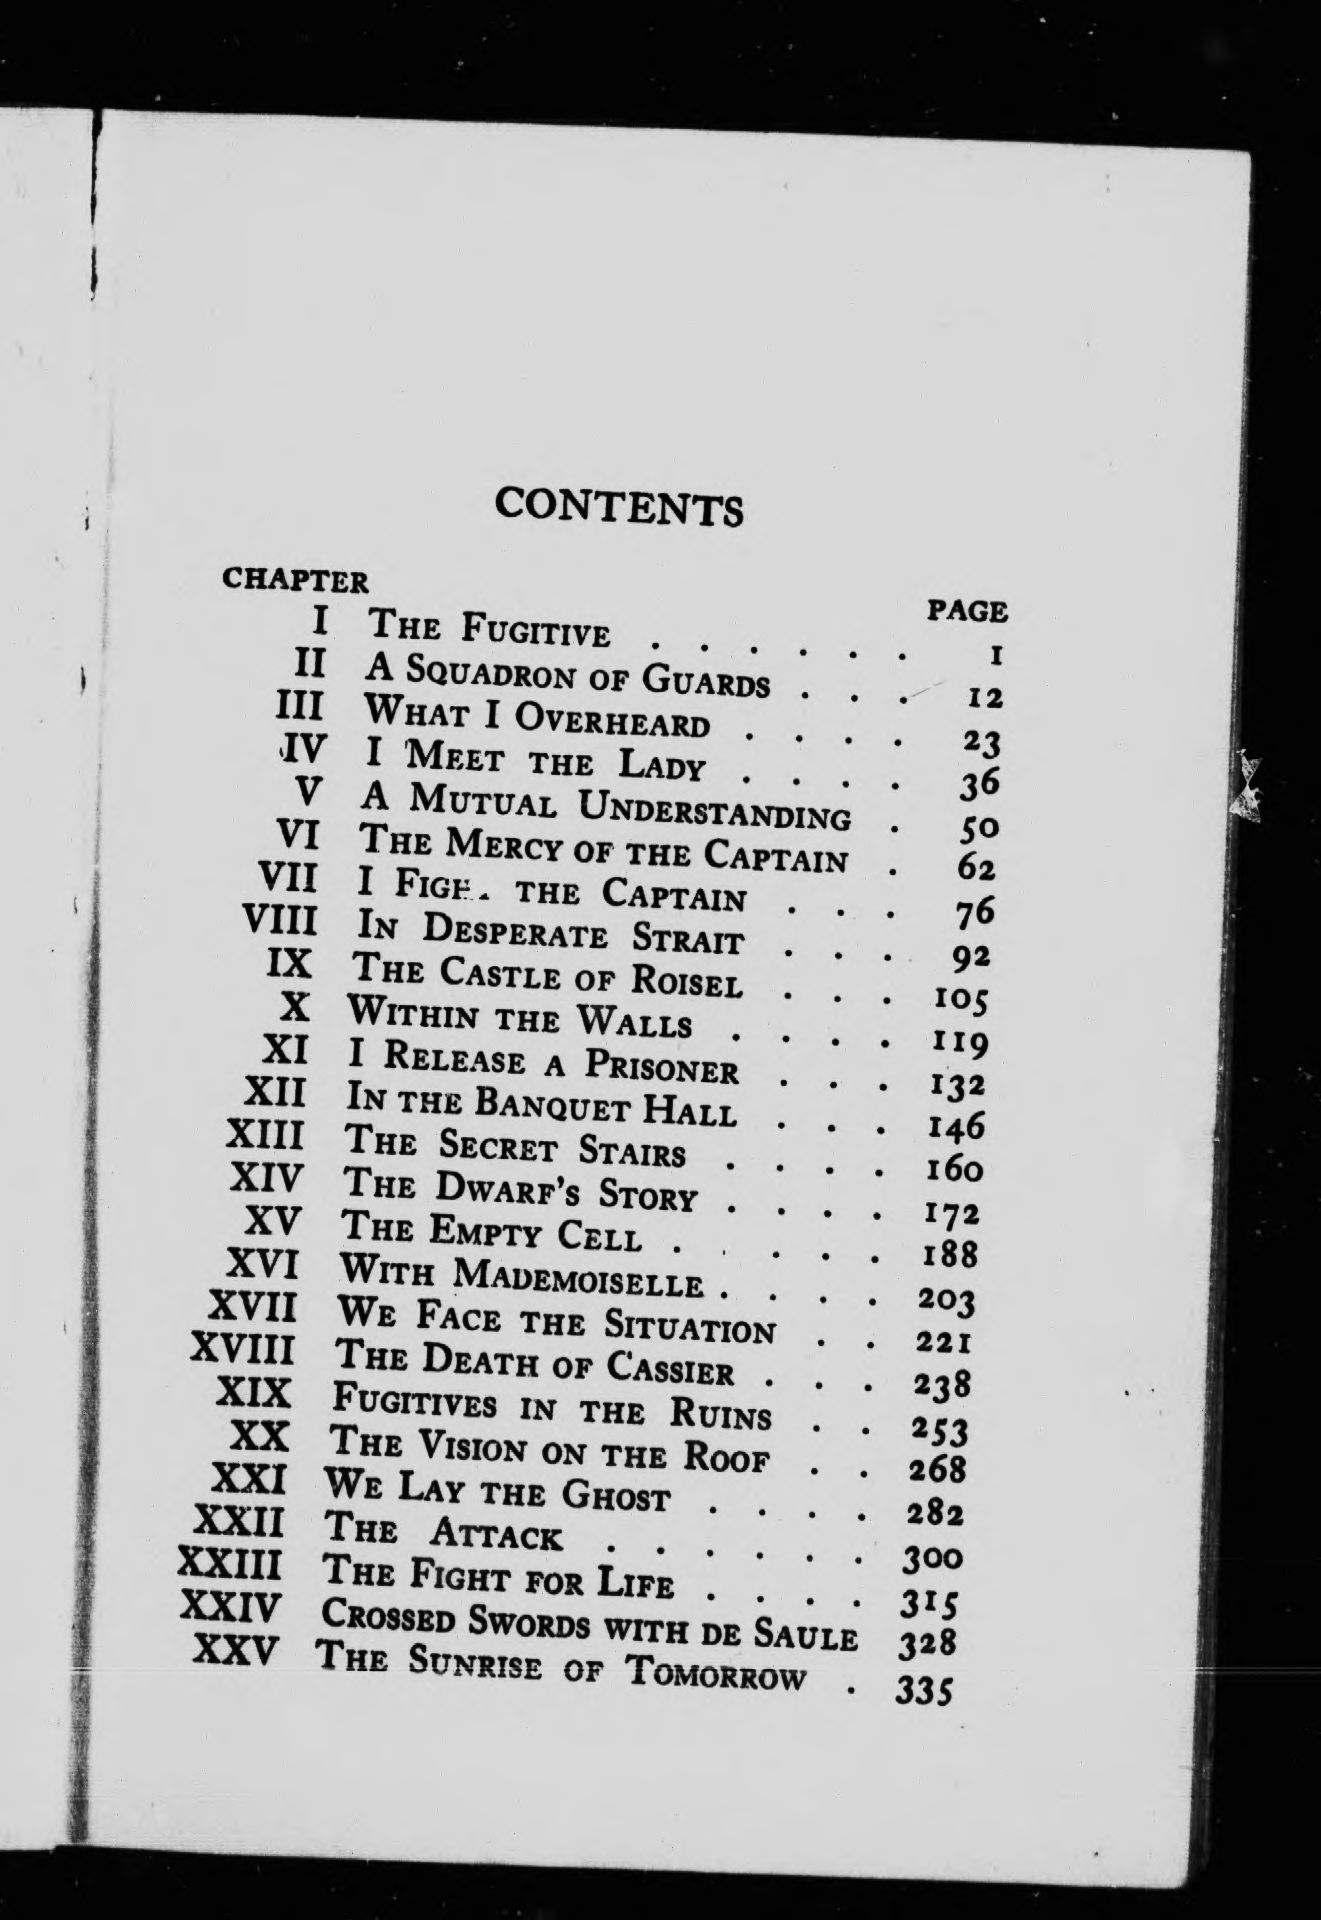 CONTENTS
CHAPTER PAGE
I The Fugitive . . . . . . 1
II A Squadron of Guards . . . 12
III What I Overheard . . . . 23
IV I Meet the Lady . . . . 36
V A Mutual Understanding . 50
VI The Mercy of the Captain . 62
VII I the Captain . . . 76
VIII In Desperate Strait . . . 92
IX The Castle of Roisel . . . 105
X Within the Walls . . . . 119
XI I Release a Prisoner . . . 132
XII In the Banquet Hall . . . 146
XIII The Secret Stairs . . . . 160
XIV The Dwarf's Story . . . . 172
XV The Empty Cell . . . . . 188
XVI With Mademoiselle . . . . 203
XVII We Face the Situation . . 221
XVIII The Death of Cassier . . . 238
XIX Fugitives in the Ruins . . 253
XX The Vision on the Roof . . 268
XXI We Lay the Ghost . . . . 282
XXII The Attack . . . . . . 300
XXIII The Fight for Life . . . . 315
XXIV Crossed Swords with de Saule 328
XXV The Sunrise of Tomorrow . 335